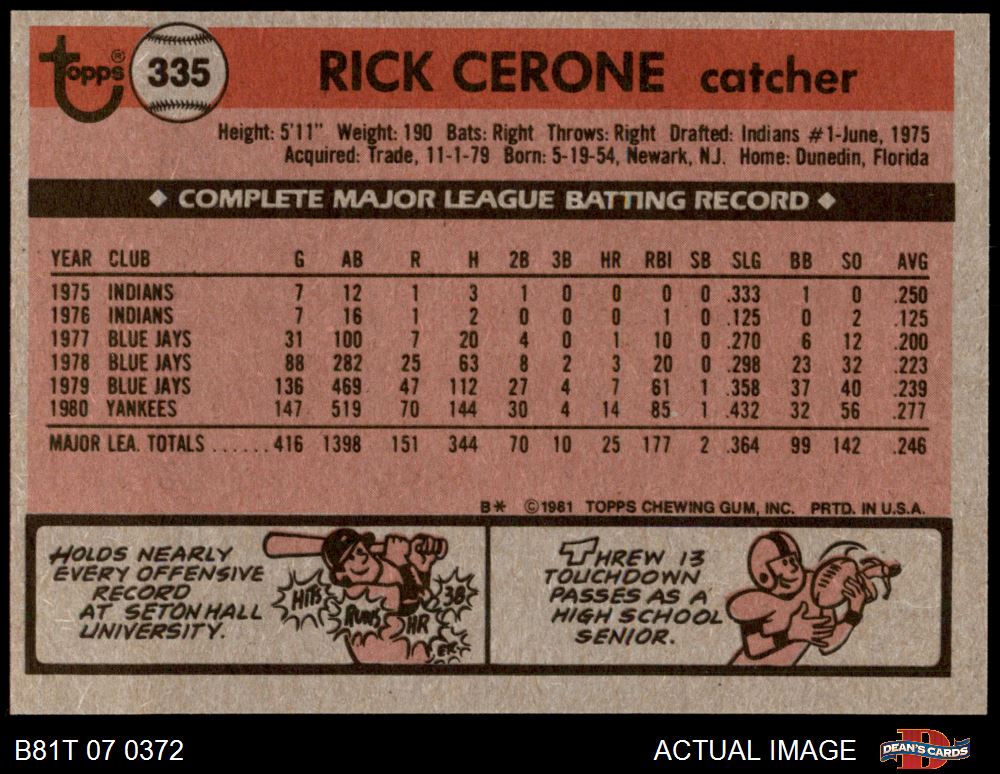 Topps® 335 RICK CERONE catcher
Height: 5'11" Weight: 190 Bats: Right Throws: Right Drafted: Indians #1-June, 1975
Acquired: Trade, 11-1-79 Born: 5-19-54, Newark, N.J. Home: Dunedin, Florida
◆ COMPLETE MAJOR LEAGUE BATTING RECORD ◆
YEAR CLUB G AB R H 2B 3B HR RBI SB SLG BB SO AVG
1975 INDIANS 7 12 1 3 1 0 0 0 0 .333 1 0 .250
1976 INDIANS 7 16 1 2 0 0 0 1 0 .125 0 2 .125
1977 BLUE JAYS 31 100 7 20 4 0 1 10 0 .270 6 12 .200
1978 BLUE JAYS 88 282 25 63 8 2 3 20 0 .298 23 32 .223
1979 BLUE JAYS 136 469 47 112 27 4 7 61 1 .358 37 40 .239
1980 YANKEES 147 519 70 144 30 4 14 85 1 .432 32 56 .277
MAJOR LEA. TOTALS ......416 1398 151 344 70 10 25 177 2 .364 99 142 .246
B* ©1981 TOPPS CHEWING GUM, INC. PRTD. IN U.S.A.
HOLDS NEARLY
EVERY OFFENSIVE
RECORD
AT SETON HALL
UNIVERSITY.
HITS
RUNS
HR
3B
ETC.
THREW 13
TOUCHDOWN
PASSES AS A
HIGH SCHOOL
SENIOR.
B81T 07 0372 ACTUAL IMAGE DEAN'S CARDS